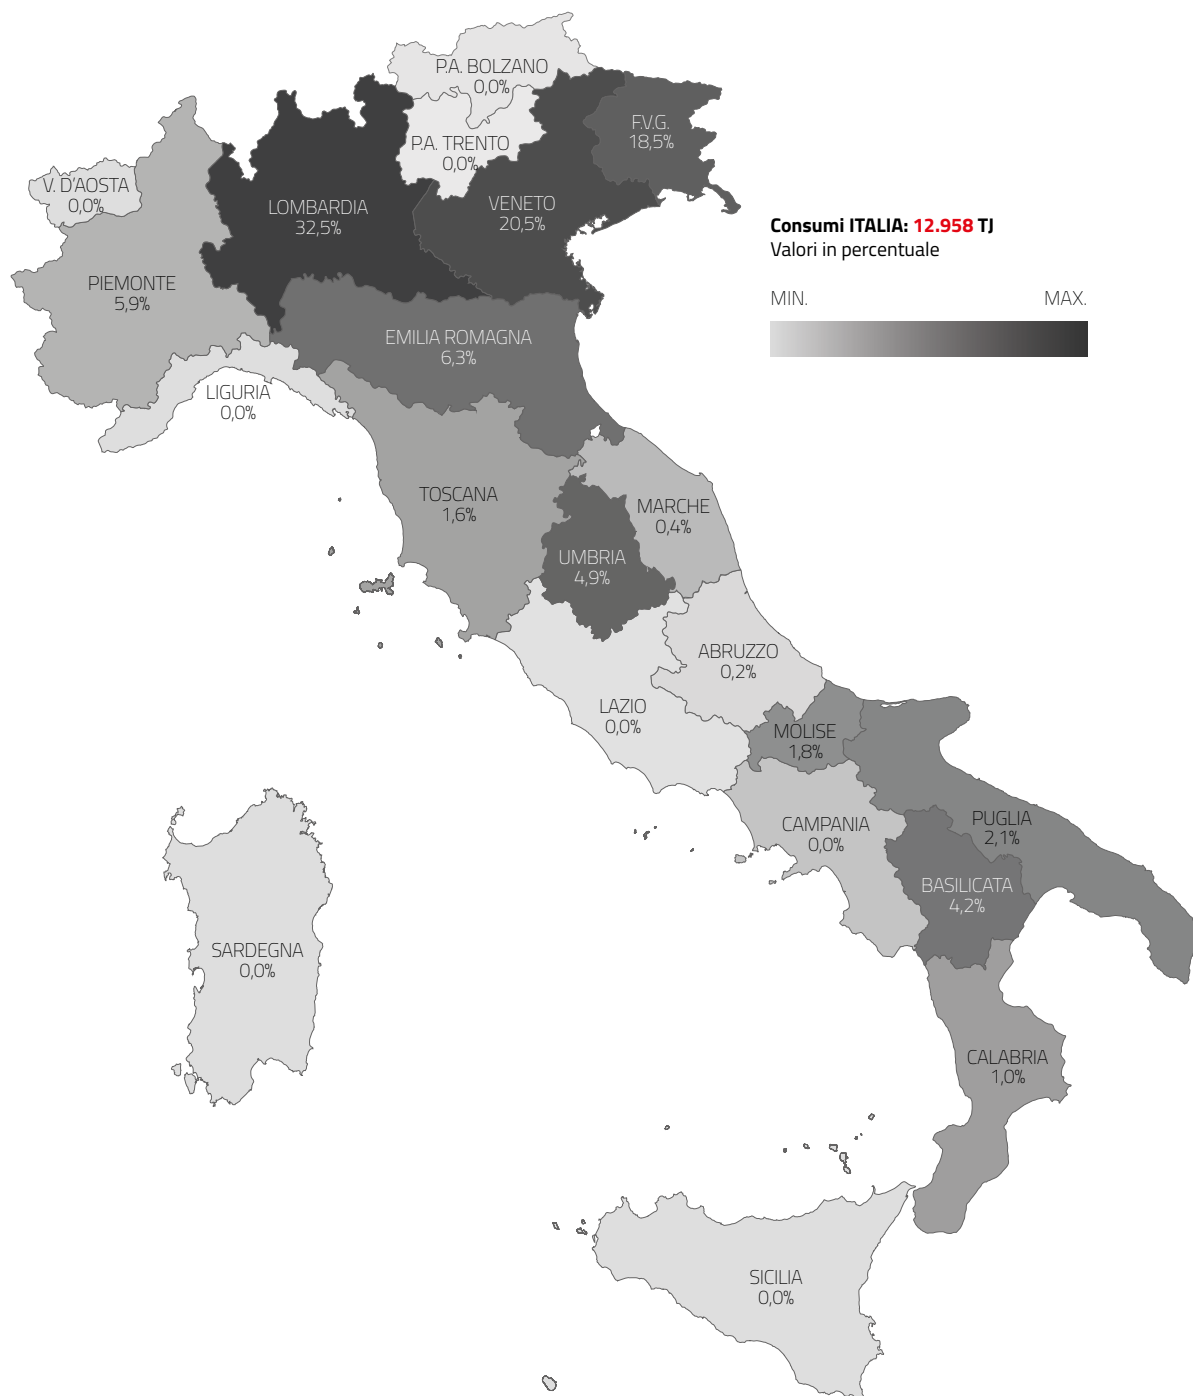 P.A. BOLZANO
0,0%
P.A. TRENTO
0,0%
F.V.G.
18,5%
V. D'AOSTA
0,0%
LOMBARDIA
32,5%
VENETO
20,5%
Consumi ITALIA: 12.958 TJ
Valori in percentuale
MIN. MAX.
PIEMONTE
5,9%
EMILIA ROMAGNA
6,3%
LIGURIA
0,0%
TOSCANA
1,6%
MARCHE
0,4%
UMBRIA
4,9%
ABRUZZO
0,2%
LAZIO
0,0%
MOLISE
1,8%
CAMPANIA
0,0%
PUGLIA
2,1%
BASILICATA
4,2%
SARDEGNA
0,0%
CALABRIA
1,0%
SICILIA
0,0%